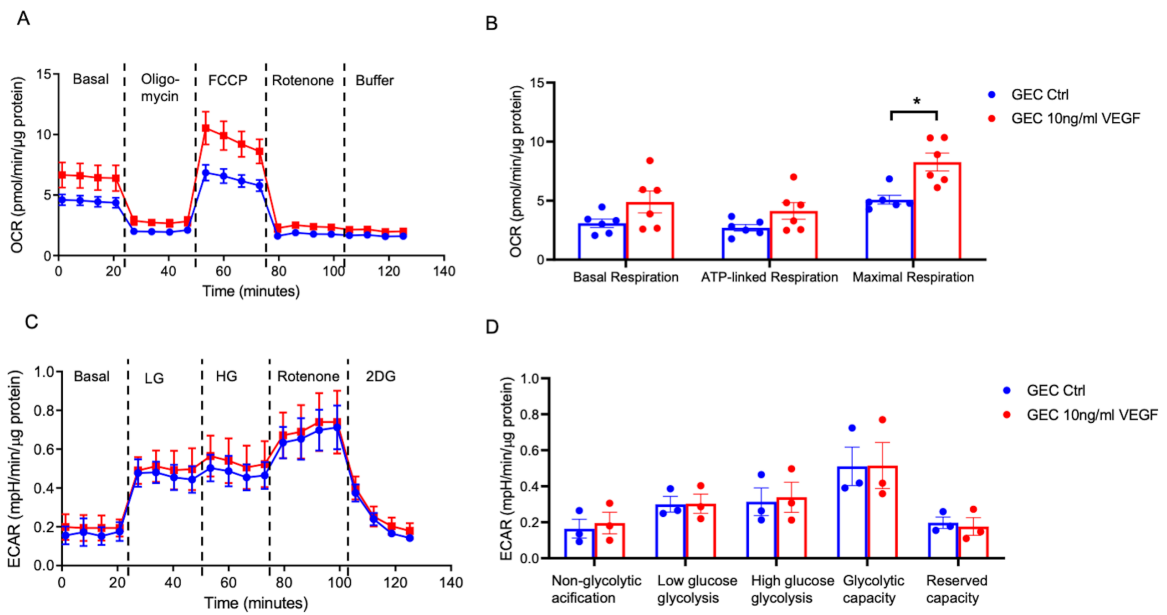 A
Basal
Oligo-
mycin
FCCP
Rotenone
Buffer
OCR (pmol/min/µg protein)
15
10
5
0
0 20 40 60 80 100 120 140
Time (minutes)
B
OCR (pmol/min/µg protein)
15
10
5
0
*
GEC Ctrl
GEC 10ng/ml VEGF
Basal Respiration
ATP-linked Respiration
Maximal Respiration
C
Basal
LG
HG
Rotenone
2DG
ECAR (mpH/min/µg protein)
1.0
0.8
0.6
0.4
0.2
0.0
0 20 40 60 80 100 120 140
Time (minutes)
D
ECAR (mpH/min/µg protein)
1.0
0.8
0.6
0.4
0.2
0.0
GEC Ctrl
GEC 10ng/ml VEGF
Non-glycolytic
acification
Low glucose
glycolysis
High glucose
glycolysis
Glycolytic
capacity
Reserved
capacity